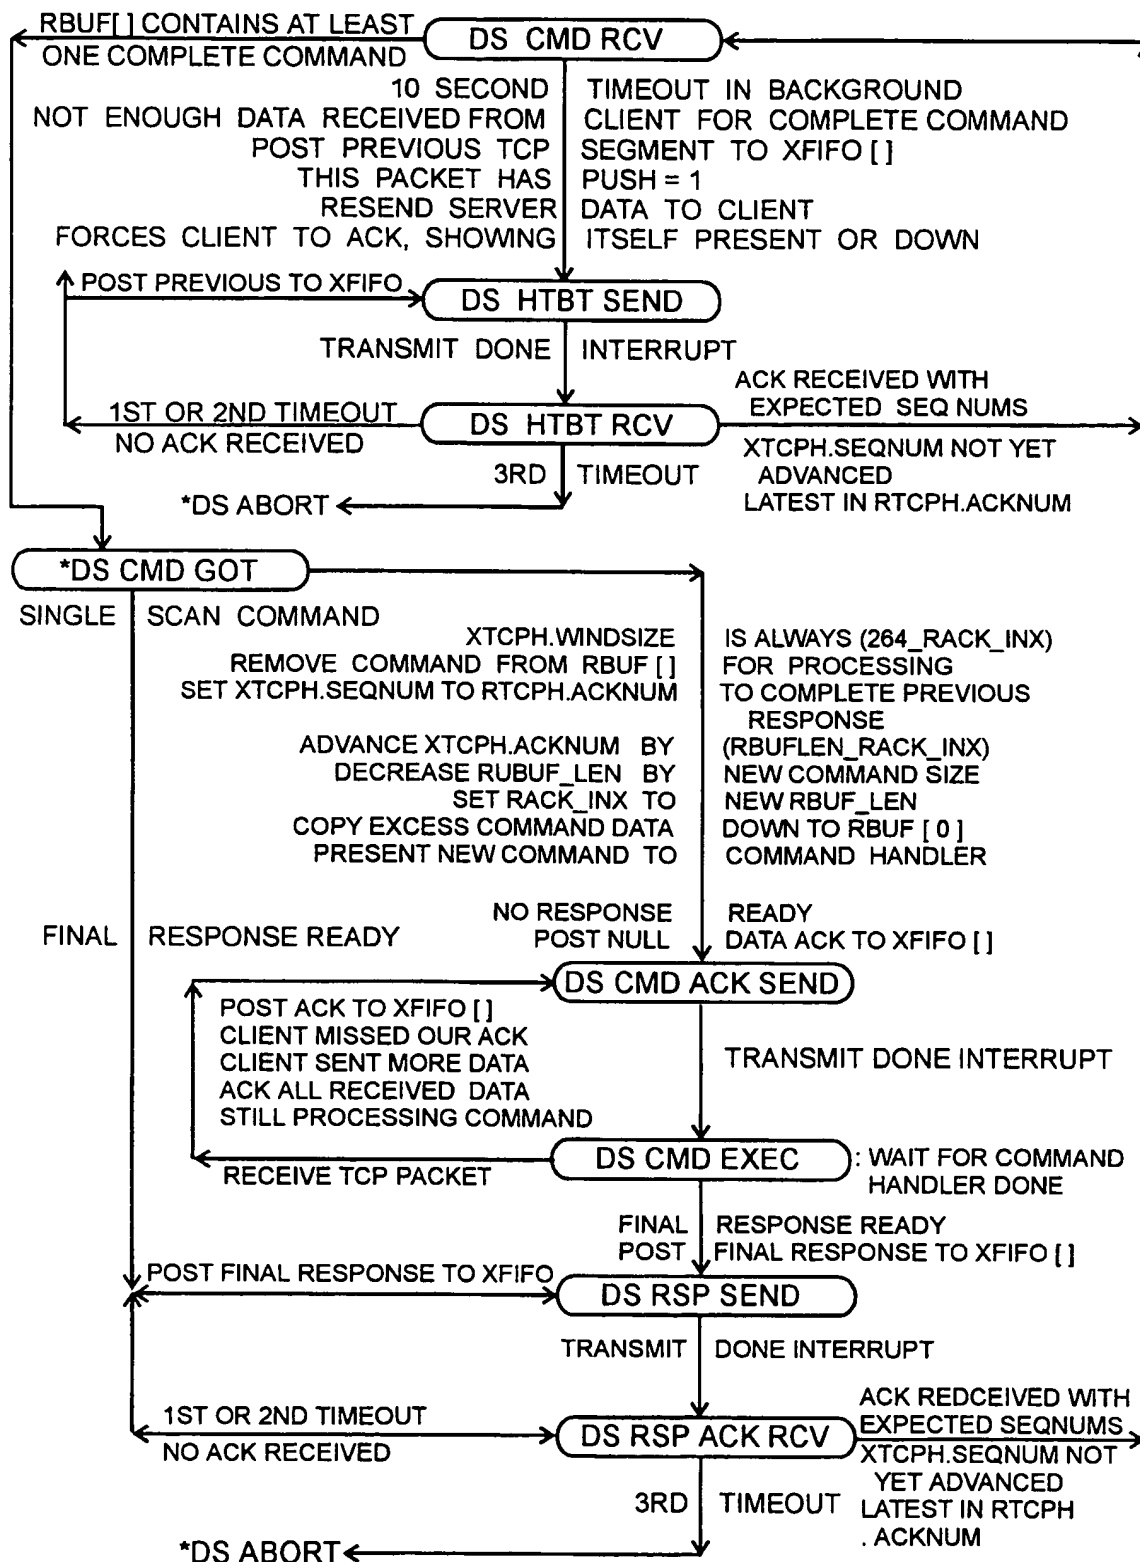 RBUF[ ] CONTAINS AT LEAST
ONE COMPLETE COMMAND
DS CMD RCV
10 SECOND TIMEOUT IN BACKGROUND
NOT ENOUGH DATA RECEIVED FROM CLIENT FOR COMPLETE COMMAND
POST PREVIOUS TCP SEGMENT TO XFIFO [ ]
THIS PACKET HAS PUSH = 1
RESEND SERVER DATA TO CLIENT
FORCES CLIENT TO ACK, SHOWING ITSELF PRESENT OR DOWN
POST PREVIOUS TO XFIFO
DS HTBT SEND
TRANSMIT DONE INTERRUPT
1ST OR 2ND TIMEOUT
NO ACK RECEIVED
DS HTBT RCV
ACK RECEIVED WITH
EXPECTED SEQ NUMS
XTCPH.SEQNUM NOT YET
ADVANCED
LATEST IN RTCPH.ACKNUM
3RD TIMEOUT
*DS ABORT
*DS CMD GOT
SINGLE SCAN COMMAND
XTCPH.WINDSIZE IS ALWAYS (264_RACK_INX)
REMOVE COMMAND FROM RBUF [ ] FOR PROCESSING
SET XTCPH.SEQNUM TO RTCPH.ACKNUM TO COMPLETE PREVIOUS
RESPONSE
ADVANCE XTCPH.ACKNUM BY (RBUFLEN_RACK_INX)
DECREASE RUBUF_LEN BY NEW COMMAND SIZE
SET RACK_INX TO NEW RBUF_LEN
COPY EXCESS COMMAND DATA DOWN TO RBUF [ 0 ]
PRESENT NEW COMMAND TO COMMAND HANDLER
NO RESPONSE READY
POST NULL DATA ACK TO XFIFO [ ]
FINAL RESPONSE READY
DS CMD ACK SEND
POST ACK TO XFIFO [ ]
CLIENT MISSED OUR ACK
CLIENT SENT MORE DATA
ACK ALL RECEIVED DATA
STILL PROCESSING COMMAND
TRANSMIT DONE INTERRUPT
RECEIVE TCP PACKET
DS CMD EXEC
: WAIT FOR COMMAND
HANDLER DONE
FINAL RESPONSE READY
POST FINAL RESPONSE TO XFIFO [ ]
POST FINAL RESPONSE TO XFIFO
DS RSP SEND
TRANSMIT DONE INTERRUPT
1ST OR 2ND TIMEOUT
NO ACK RECEIVED
DS RSP ACK RCV
ACK REDCEIVED WITH
EXPECTED SEQNUMS
XTCPH.SEQNUM NOT
YET ADVANCED
LATEST IN RTCPH
. ACKNUM
3RD TIMEOUT
*DS ABORT